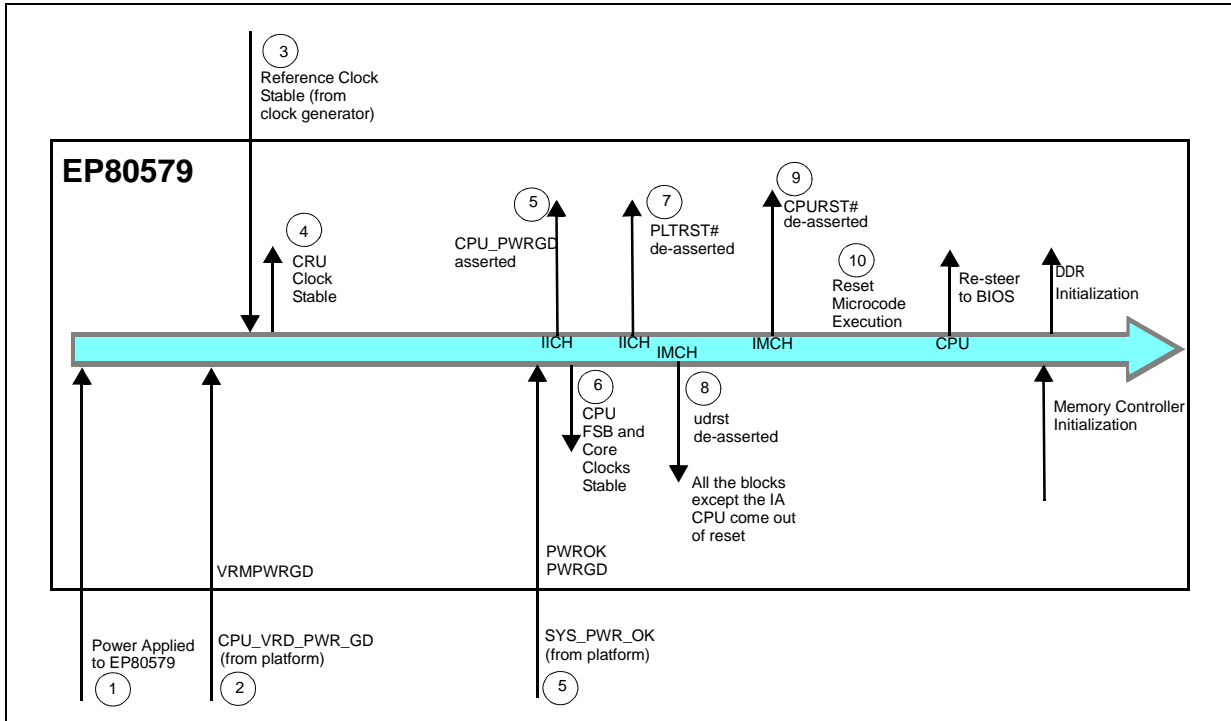 3
Reference Clock
Stable (from
clock generator)
EP80579
4
CRU
Clock
Stable
5
CPU_PWRGD
asserted
7
PLTRST#
de-asserted
9
CPURST#
de-asserted
10
Reset
Microcode
Execution
Re-steer
to BIOS
DDR
Initialization
IICH
IICH
IMCH
IMCH
CPU
6
CPU
FSB and
Core
Clocks
Stable
8
udrst
de-asserted
All the blocks
except the IA
CPU come out
of reset
Memory Controller
Initialization
VRMPWRGD
PWROK
PWRGD
Power Applied
to EP80579
1
CPU_VRD_PWR_GD
(from platform)
2
SYS_PWR_OK
(from platform)
5